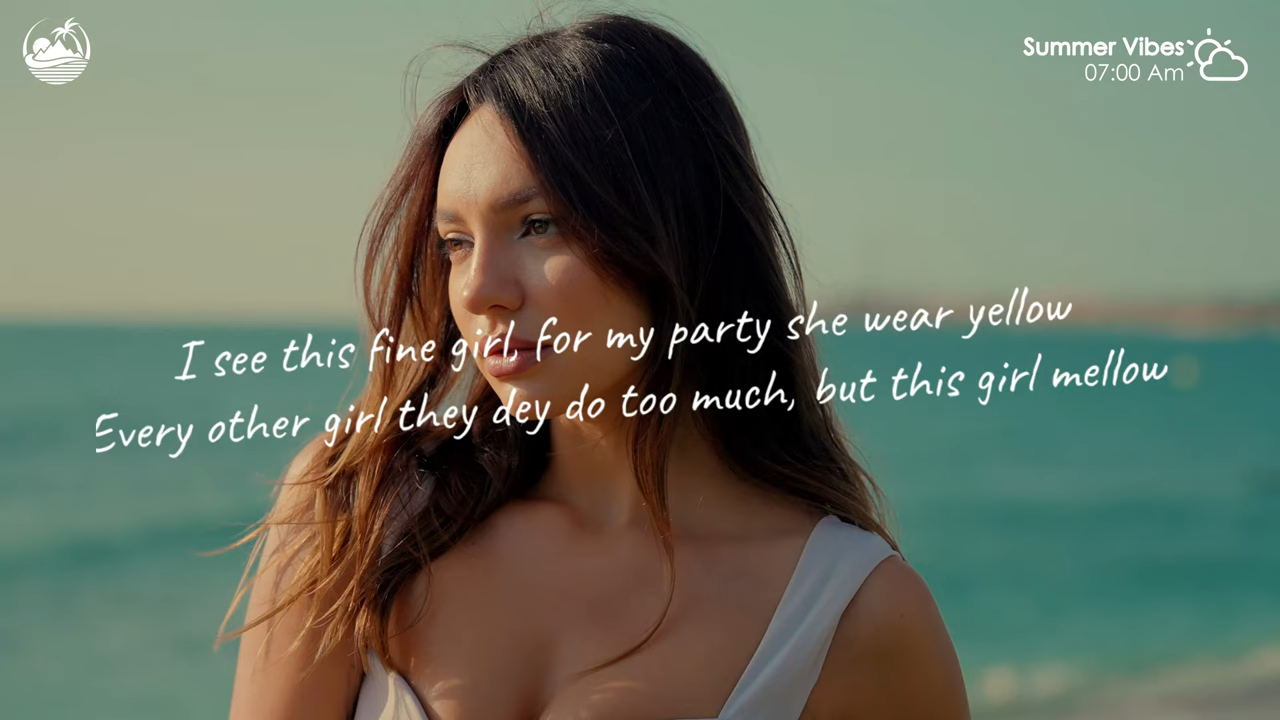 Summer Vibes
07:00 Am
I see this fine girl, for my party she wear yellow
Every other girl they dey do too much, but this girl mellow